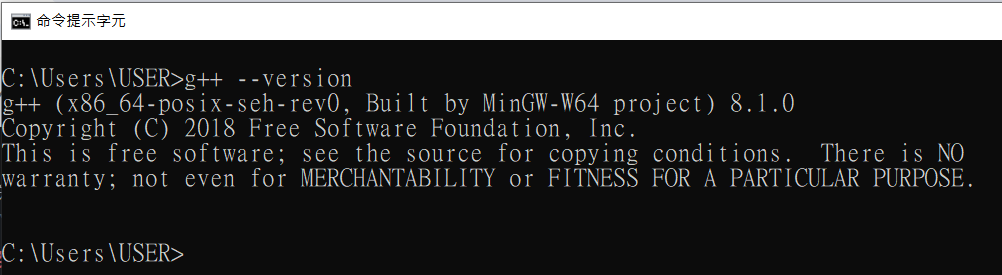 命令提示字元
C:\Users\USER>g++ --version
g++ (x86_64-posix-seh-rev0, Built by MinGW-W64 project) 8.1.0
Copyright (C) 2018 Free Software Foundation, Inc.
This is free software; see the source for copying conditions.  There is NO
warranty; not even for MERCHANTABILITY or FITNESS FOR A PARTICULAR PURPOSE.
C:\Users\USER>